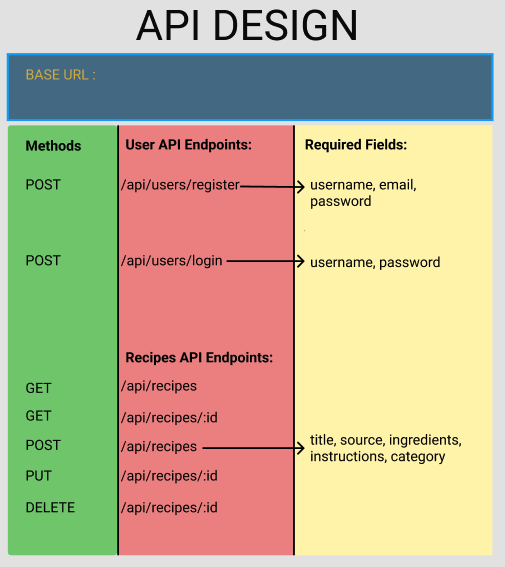 API DESIGN
BASE URL :
Methods User API Endpoints: Required Fields:
POST /api/users/register username, email,
password
POST /api/users/login username, password
Recipes API Endpoints:
GET /api/recipes
GET /api/recipes/:id
POST /api/recipes title, source, ingredients,
instructions, category
PUT /api/recipes/:id
DELETE /api/recipes/:id